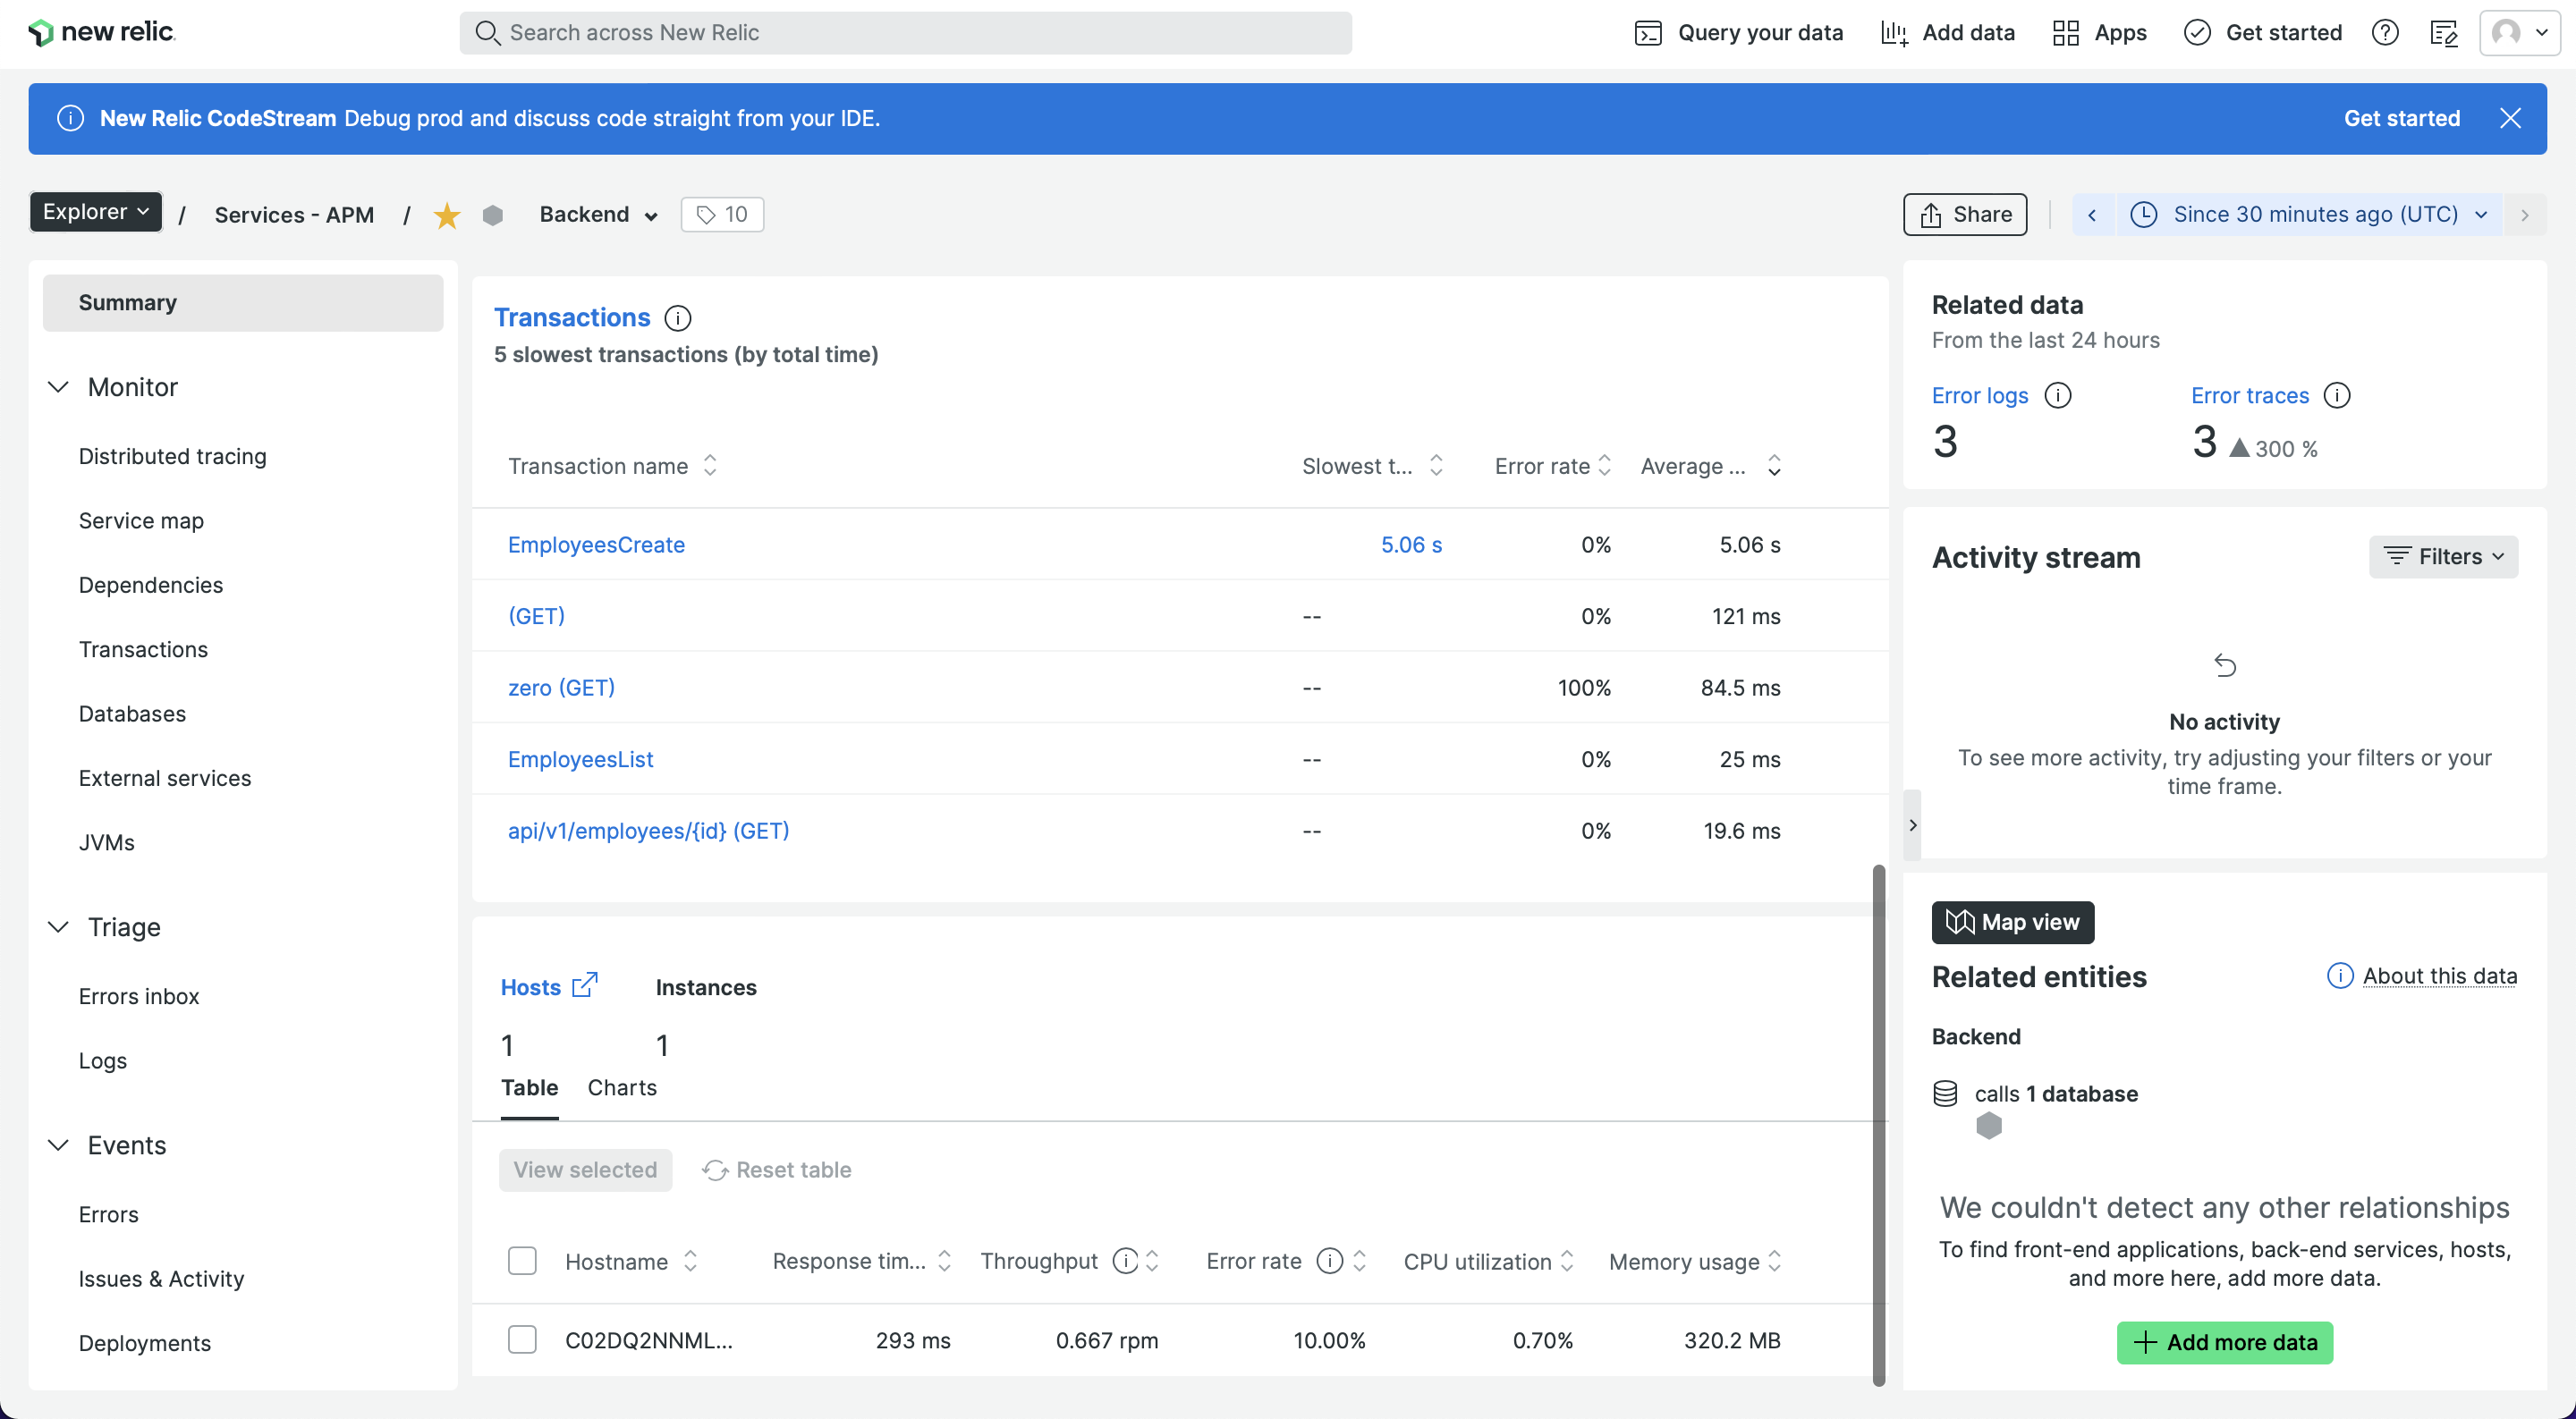 new relic.
Search across New Relic
Query your data
Add data
Apps
Get started
New Relic CodeStream Debug prod and discuss code straight from your IDE.
Get started
Explorer / Services - APM / Backend 10
Share
Since 30 minutes ago (UTC)
Summary
Monitor
Distributed tracing
Service map
Dependencies
Transactions
Databases
External services
JVMs
Triage
Errors inbox
Logs
Events
Errors
Issues & Activity
Deployments
Transactions
5 slowest transactions (by total time)
Transaction name Slowest t... Error rate Average ...
EmployeesCreate 5.06 s 0% 5.06 s
(GET) -- 0% 121 ms
zero (GET) -- 100% 84.5 ms
EmployeesList -- 0% 25 ms
api/v1/employees/{id} (GET) -- 0% 19.6 ms
Hosts Instances
1 1
Table Charts
View selected Reset table
Hostname Response tim... Throughput Error rate CPU utilization Memory usage
C02DQ2NNML... 293 ms 0.667 rpm 10.00% 0.70% 320.2 MB
Related data
From the last 24 hours
Error logs Error traces
3 3 300 %
Activity stream Filters
No activity
To see more activity, try adjusting your filters or your
time frame.
Map view
Related entities About this data
Backend
calls 1 database
We couldn't detect any other relationships
To find front-end applications, back-end services, hosts,
and more here, add more data.
Add more data